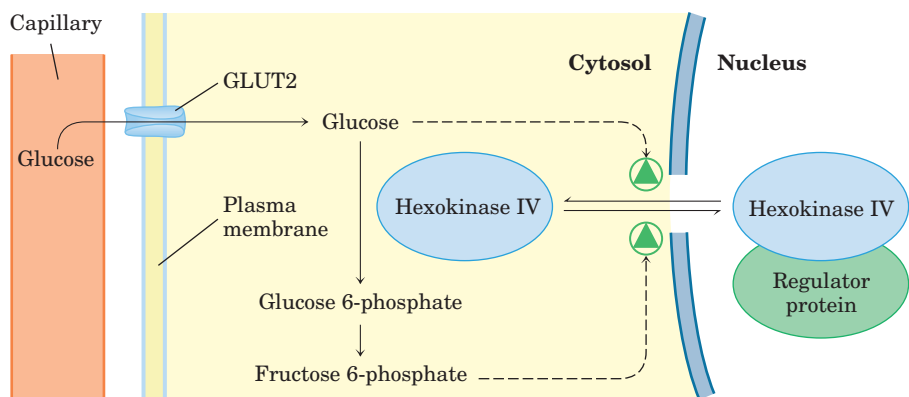 Capillary
GLUT2
Cytosol
Nucleus
Glucose
Glucose
Plasma
membrane
Hexokinase IV
Hexokinase IV
Regulator
protein
Glucose 6-phosphate
Fructose 6-phosphate